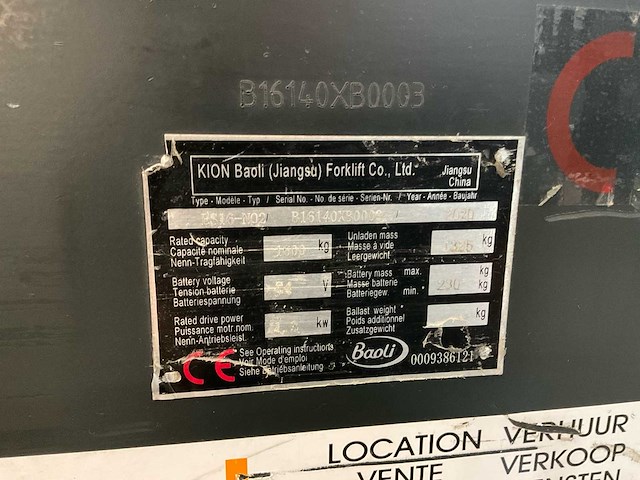 B16140XB0003
KION Baoli (Jiangsu) Forklift Co., Ltd. Jiangsu China
Type - Modèle - Typ / Serial No. - No. de série - Serien-Nr. / Year - Année - Baujahr
Rated capacity
Capacité nominale kg
Nenn-Tragfähigkeit
Unladen mass
Masse à vide kg
Leergewicht
Battery voltage
Tension batterie V
Batteriespannung
Battery mass max. kg
Masse batterie kg
Batteriegew. min.
Rated drive power
Puissance motr.nom. kw
Nenn-Antriebsleist.
Ballast weight
Poids additionnel kg
Zusatzgewicht
CE
See Operating instructions
Voir Mode d'emploi
Siehe Betriebsanleitung
Baoli 0009386121
LOCATION VERHUUR
VENTE VERKOOP